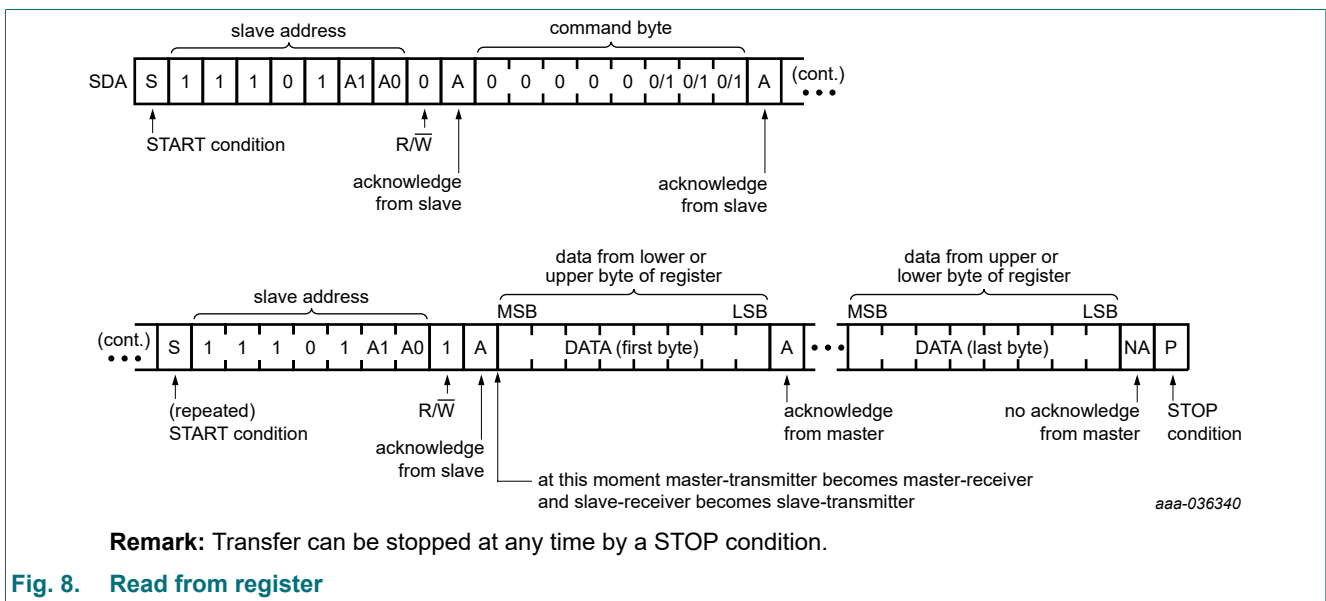 slave address
command byte
SDA S 1 1 1 0 1 A1 A0 0 A 0 0 0 0 0 0/1 0/1 0/1 A (cont.)
START condition
R/W
acknowledge
from slave
acknowledge
from slave
data from lower or
upper byte of register
data from upper or
lower byte of register
slave address
MSB LSB MSB LSB
(cont.) S 1 1 1 0 1 A1 A0 1 A DATA (first byte) A DATA (last byte) NA P
(repeated)
START condition
R/W
acknowledge
from slave
acknowledge
from master
no acknowledge
from master
STOP
condition
at this moment master-transmitter becomes master-receiver
and slave-receiver becomes slave-transmitter
aaa-036340
Remark: Transfer can be stopped at any time by a STOP condition.
Fig. 8. Read from register